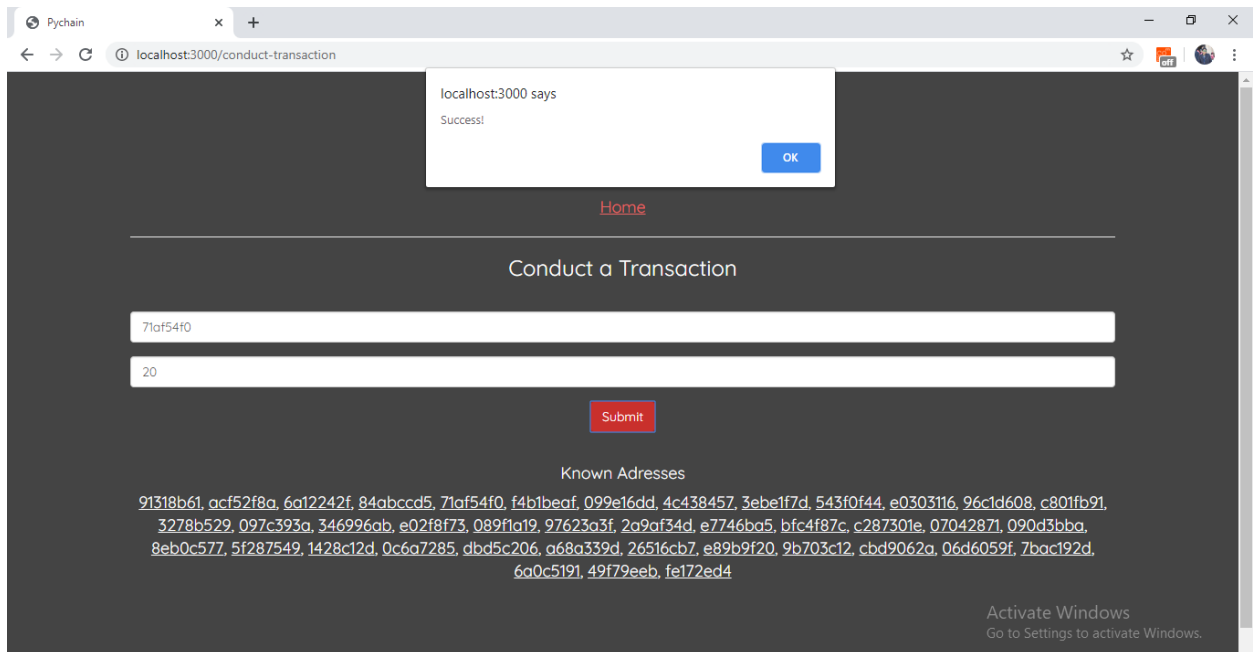 Pychain
localhost:3000/conduct-transaction
off
localhost:3000 says
Success!
OK
Home
Conduct a Transaction
71af54f0
20
Submit
Known Adresses
91318b61, acf52f8a, 6a12242f, 84abccd5, 71af54f0, f4b1beaf, 099e16dd, 4c438457, 3ebe1f7d, 543f0f44, e0303116, 96c1d608, c801fb91,
3278b529, 097c393a, 346996ab, e02f8f73, 089f1a19, 97623a3f, 2a9af34d, e7746ba5, bfc4f87c, c287301e, 07042871, 090d3bba,
8eb0c577, 5f287549, 1428c12d, 0c6a7285, dbd5c206, a68a339d, 26516cb7, e89b9f20, 9b703c12, cbd9062a, 06d6059f, 7bac192d,
6a0c5191, 49f79eeb, fe172ed4
Activate Windows
Go to Settings to activate Windows.